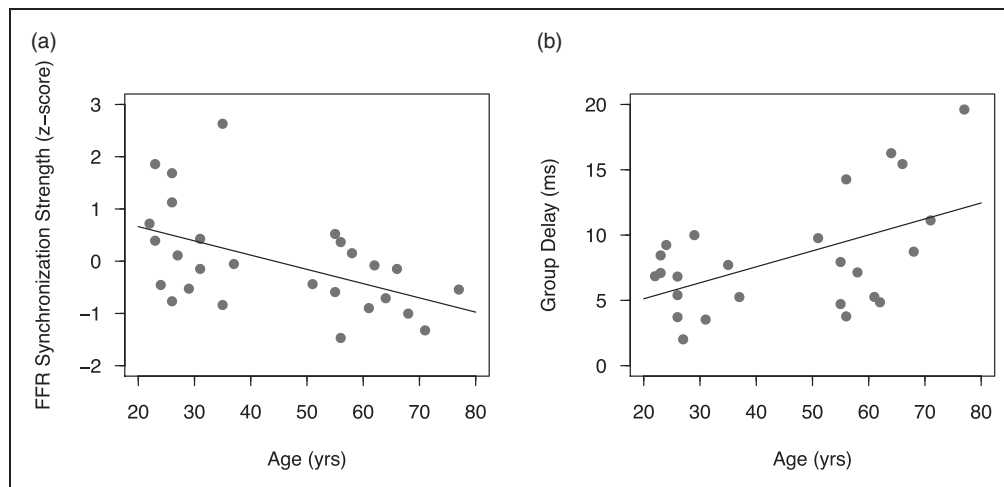 (a)
FFR Synchronization Strength (z−score)
3
2
1
0
−1
−2
20 30 40 50 60 70 80
Age (yrs)
(b)
Group Delay (ms)
20
15
10
5
0
20 30 40 50 60 70 80
Age (yrs)